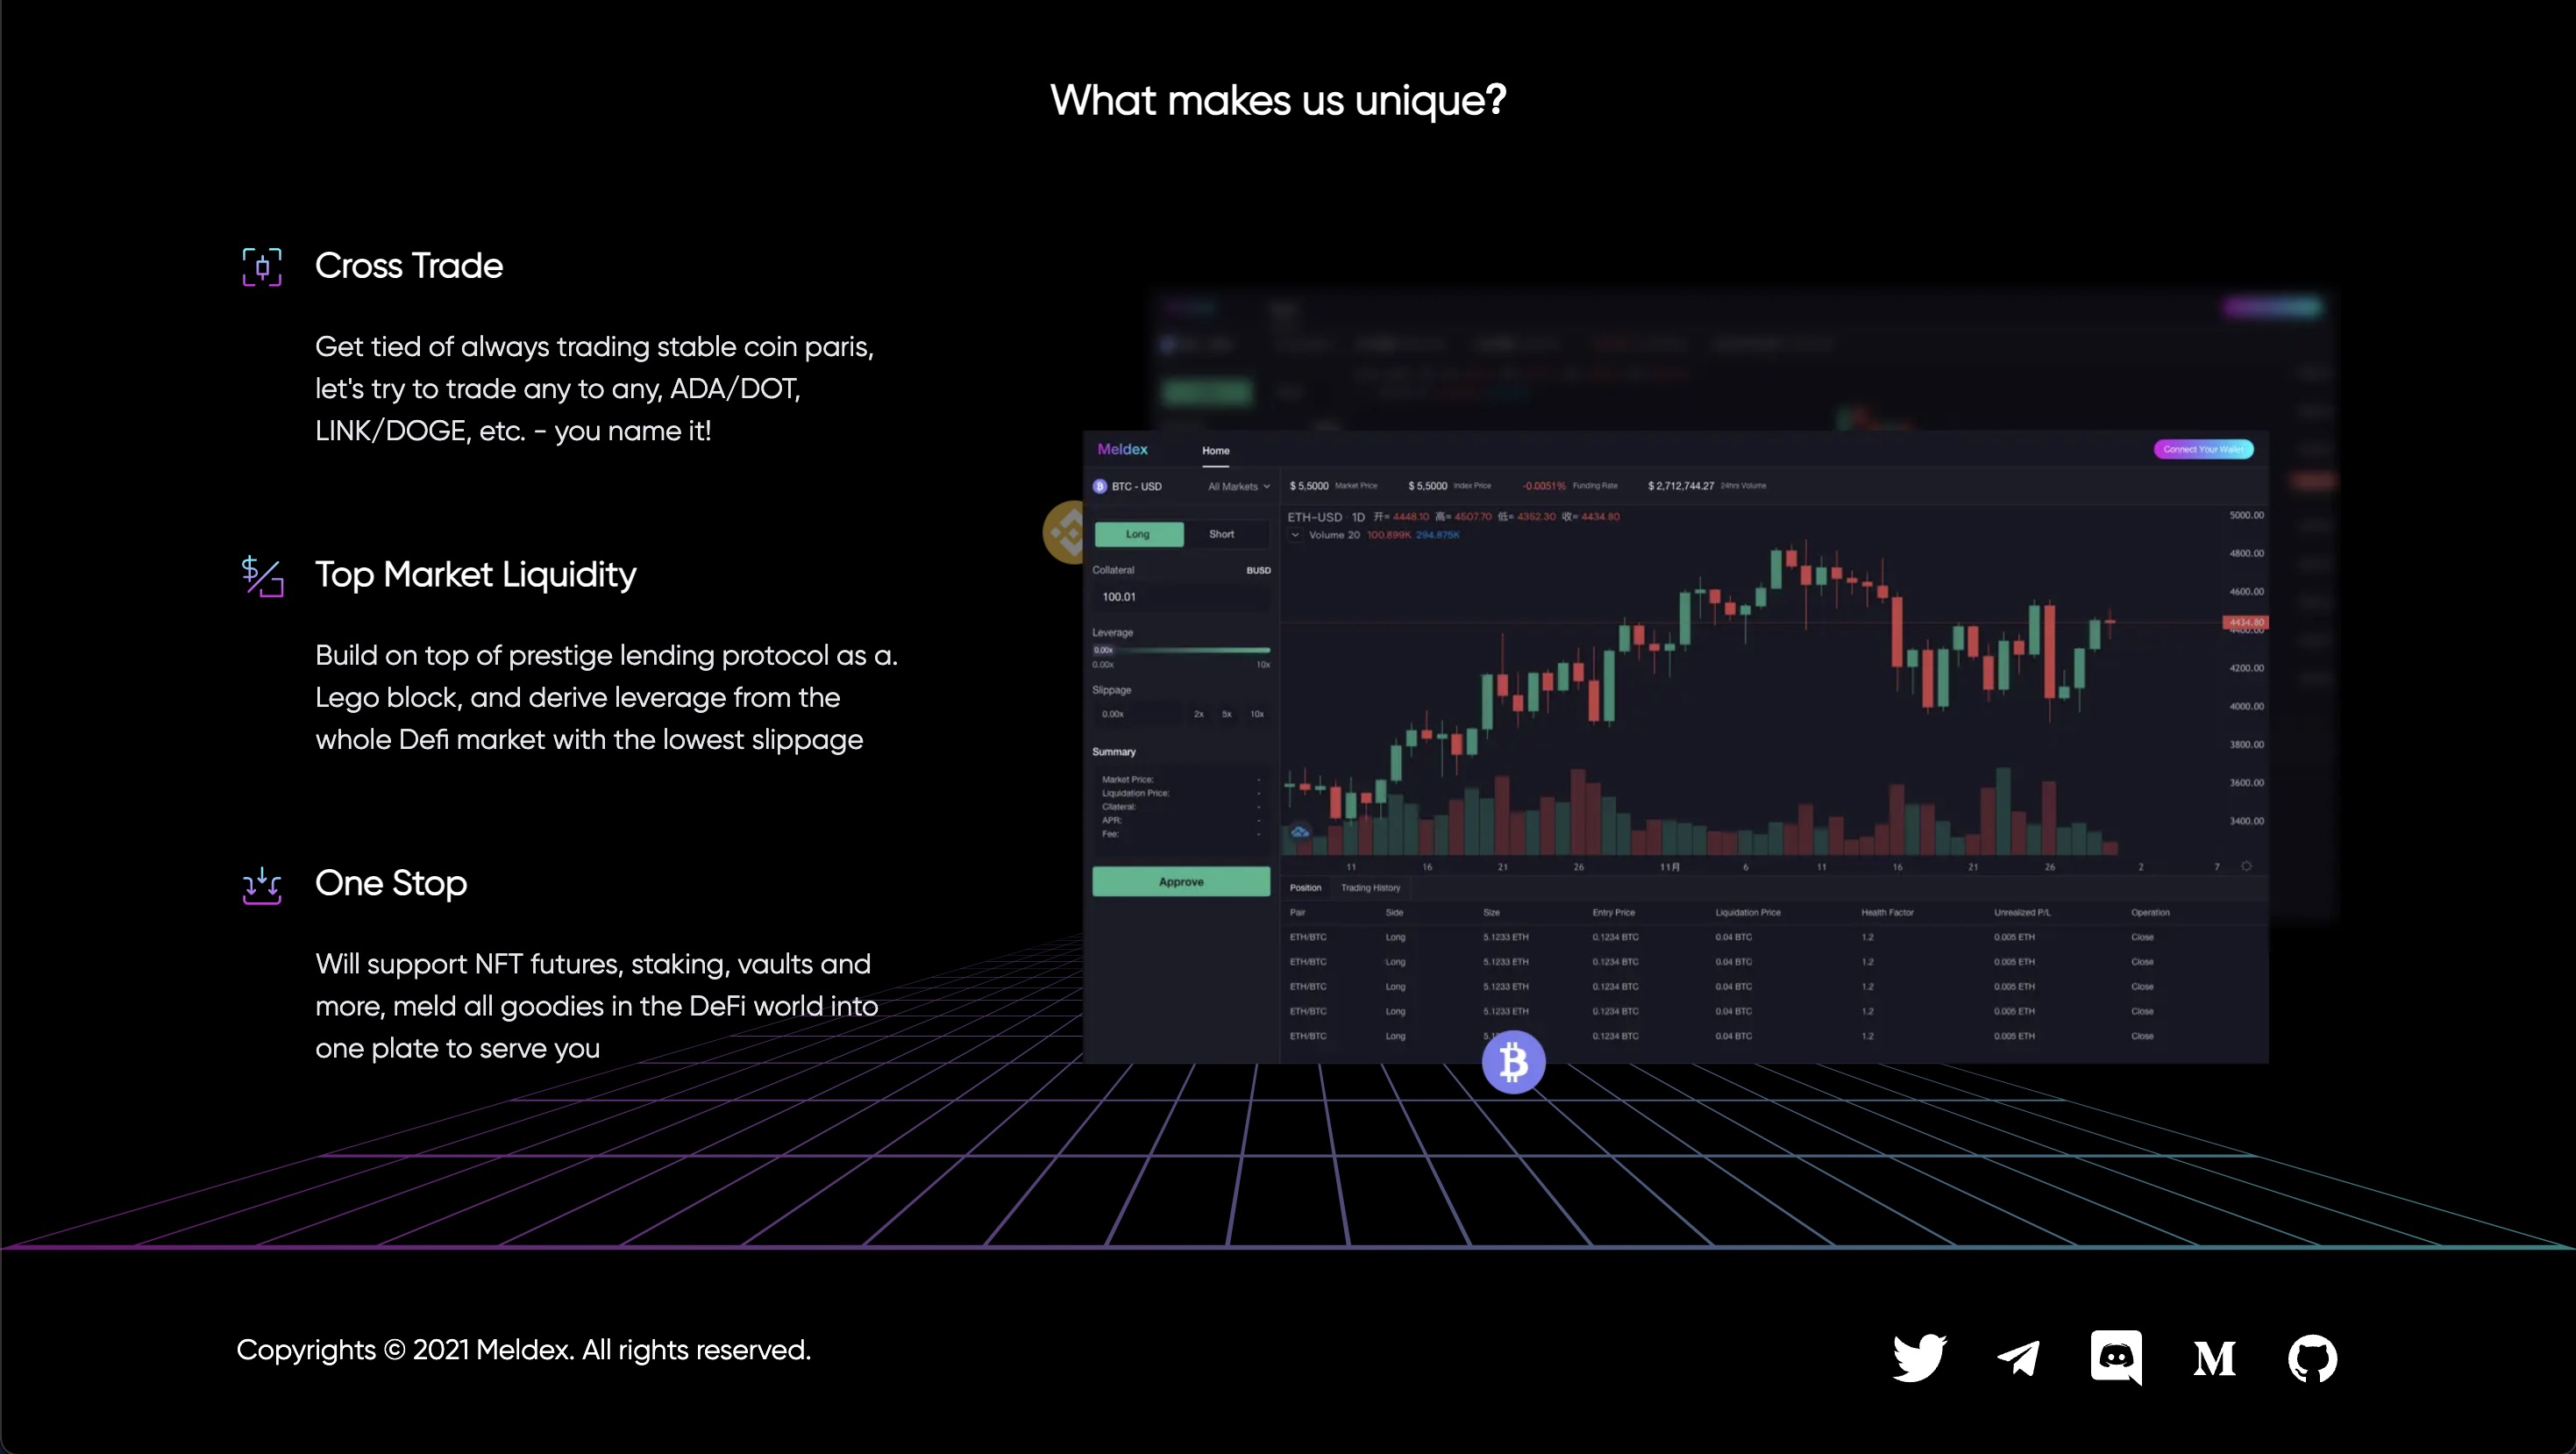 What makes us unique?
Cross Trade
Get tied of always trading stable coin paris,
let's try to trade any to any, ADA/DOT,
LINK/DOGE, etc. - you name it!
Top Market Liquidity
Build on top of prestige lending protocol as a.
Lego block, and derive leverage from the
whole Defi market with the lowest slippage
One Stop
Will support NFT futures, staking, vaults and
more, meld all goodies in the DeFi world into
one plate to serve you
Meldex Home Connect Your Wallet
BTC - USD All Markets $ 5,5000 Market Price $ 5,5000 Index Price -0.0051% Funding Rate $ 2,712,744.27 24hrs Volume
Long Short
Collateral BUSD
100.01
Leverage
0.00x
0.00x 10x
Slippage
0.00x 2x 5x 10x
Summary
Market Price: -
Liquidation Price: -
Cllateral: -
APR: -
Fee: -
Approve
ETH-USD 1D 开= 4448.10 高= 4507.70 低= 4352.30 收= 4434.80
Volume 20 100.899K 294.875K
5000.00
4800.00
4600.00
4434.80
4400.00
4200.00
4000.00
3800.00
3600.00
3400.00
11 16 21 26 11月 6 11 16 21 26 2 7
Position Trading History
Pair Side Size Entry Price Liquidation Price Health Factor Unrealized P/L Operation
ETH/BTC Long 5.1233 ETH 0.1234 BTC 0.04 BTC 1.2 0.005 ETH Close
ETH/BTC Long 5.1233 ETH 0.1234 BTC 0.04 BTC 1.2 0.005 ETH Close
ETH/BTC Long 5.1233 ETH 0.1234 BTC 0.04 BTC 1.2 0.005 ETH Close
ETH/BTC Long 5.1233 ETH 0.1234 BTC 0.04 BTC 1.2 0.005 ETH Close
ETH/BTC Long 0.1234 BTC 0.04 BTC 1.2 0.005 ETH Close
Copyrights © 2021 Meldex. All rights reserved.